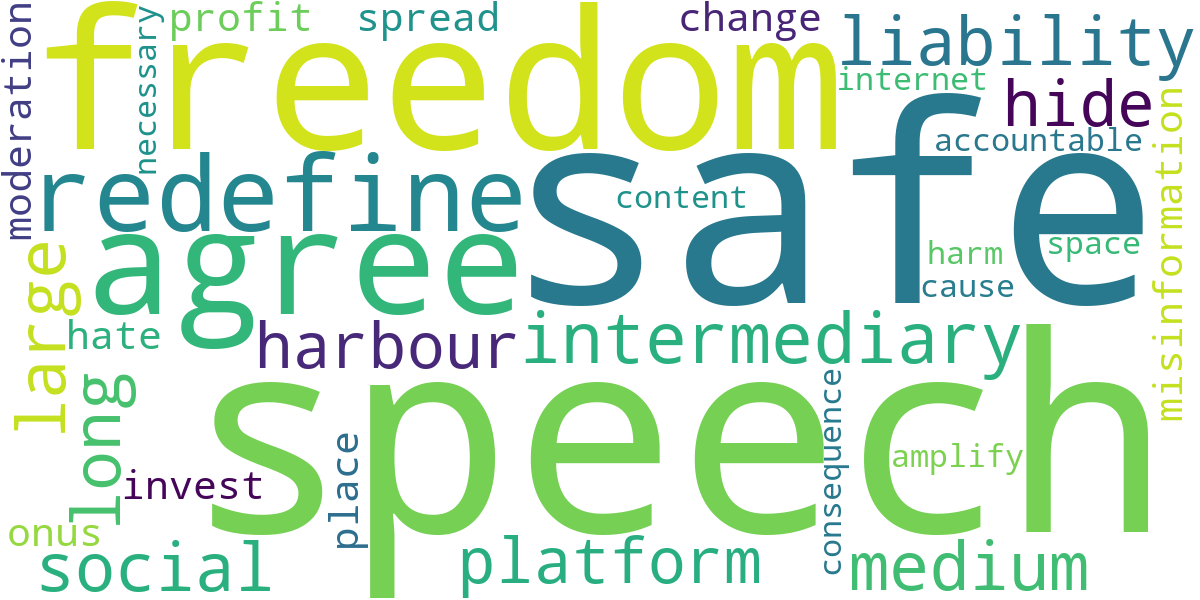 freedom
profit
spread
change
liability
moderation
necessary
internet
hide
safe
accountable
misinformation
redefine
content
agree
harm
space
cause
large
hate
harbour
intermediary
speech
long
consequence
place
amplify
invest
onus
social
platform
medium